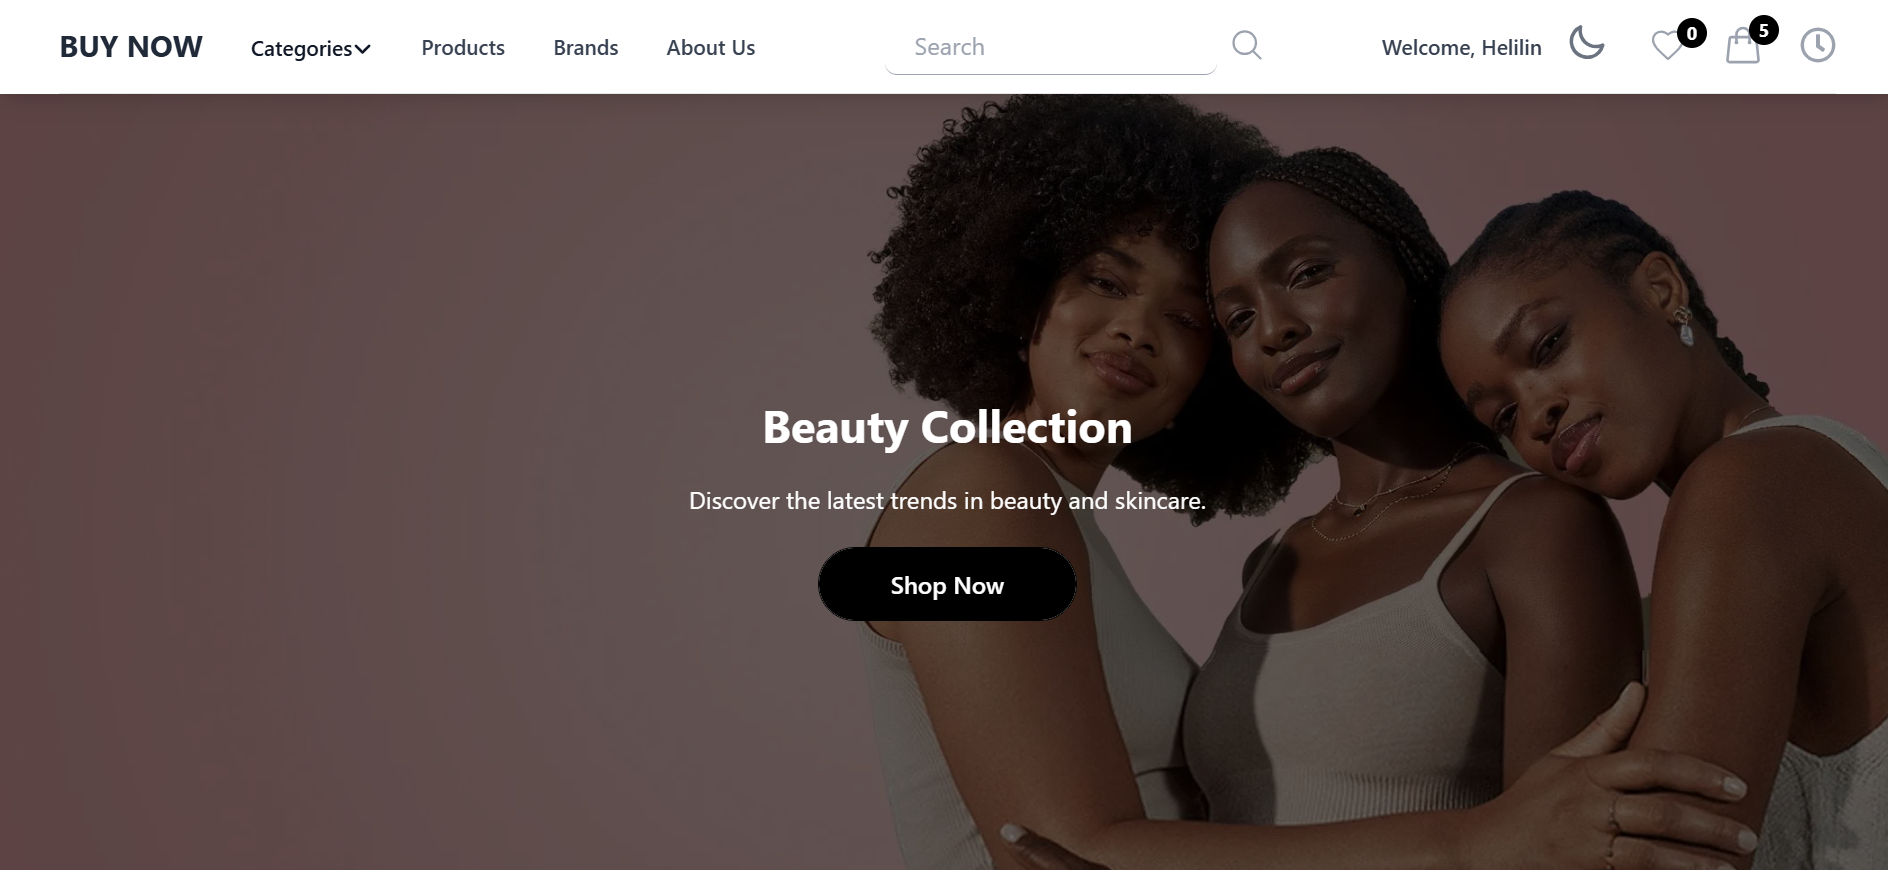 BUY NOW
Categories
Products
Brands
About Us
Search
Welcome, Helilin
0
5
Beauty Collection
Discover the latest trends in beauty and skincare.
Shop Now